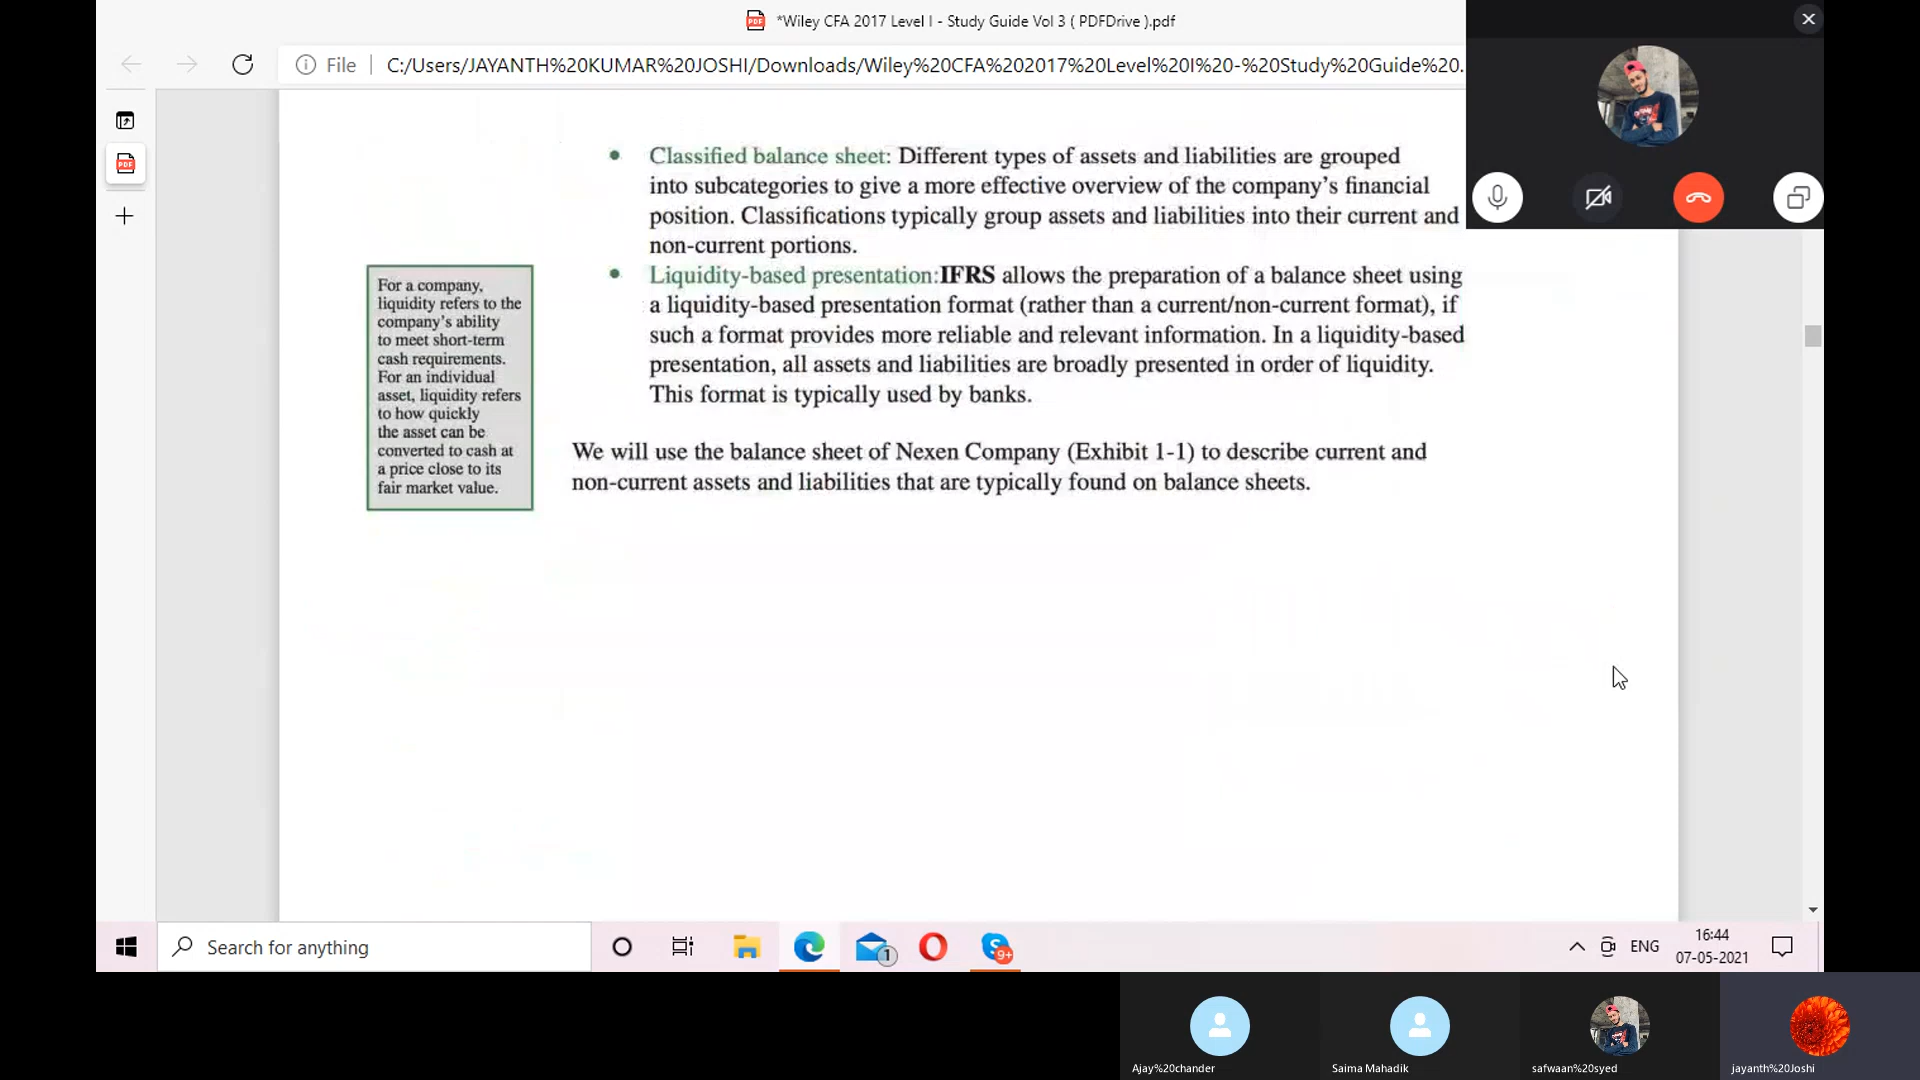 *Wiley CFA 2017 Level I - Study Guide Vol 3 ( PDFDrive ).pdf
File
C:/Users/JAYANTH%20KUMAR%20JOSHI/Downloads/Wiley%20CFA%202017%20Level%20I%20-%20Study%20Guide%20.
Classified balance sheet: Different types of assets and liabilities are grouped
into subcategories to give a more effective overview of the company's financial
position. Classifications typically group assets and liabilities into their current and
non-current portions.
Liquidity-based presentation:IFRS allows the preparation of a balance sheet using
a liquidity-based presentation format (rather than a current/non-current format), if
such a format provides more reliable and relevant information. In a liquidity-based
presentation, all assets and liabilities are broadly presented in order of liquidity.
This format is typically used by banks.
For a company,
liquidity refers to the
company's ability
to meet short-term
cash requirements.
For an individual
asset, liquidity refers
to how quickly
the asset can be
converted to cash at
a price close to its
fair market value.
We will use the balance sheet of Nexen Company (Exhibit 1-1) to describe current and
non-current assets and liabilities that are typically found on balance sheets.
Search for anything
1
9+
ENG
16:44
07-05-2021
Ajay%20chander
Saima Mahadik
safwaan%20syed
jayanth%20Joshi